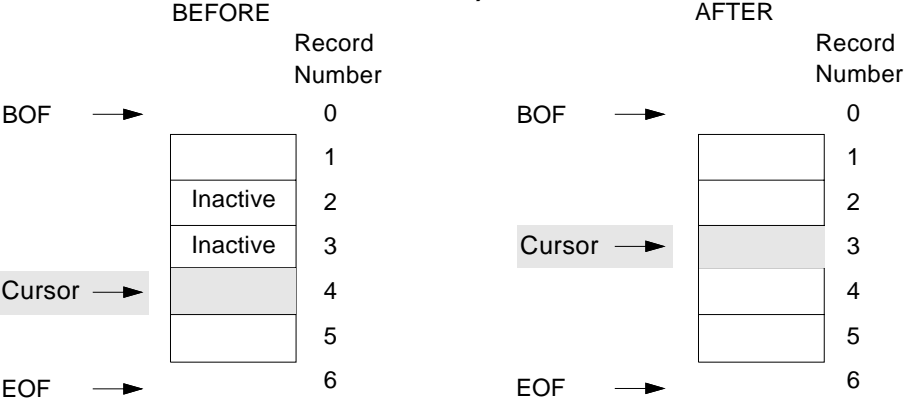 BEFORE
Record
Number
BOF
0
1
Inactive 2
Inactive 3
Cursor 4
5
EOF 6
AFTER
Record
Number
BOF
0
1
2
Cursor 3
4
5
EOF 6